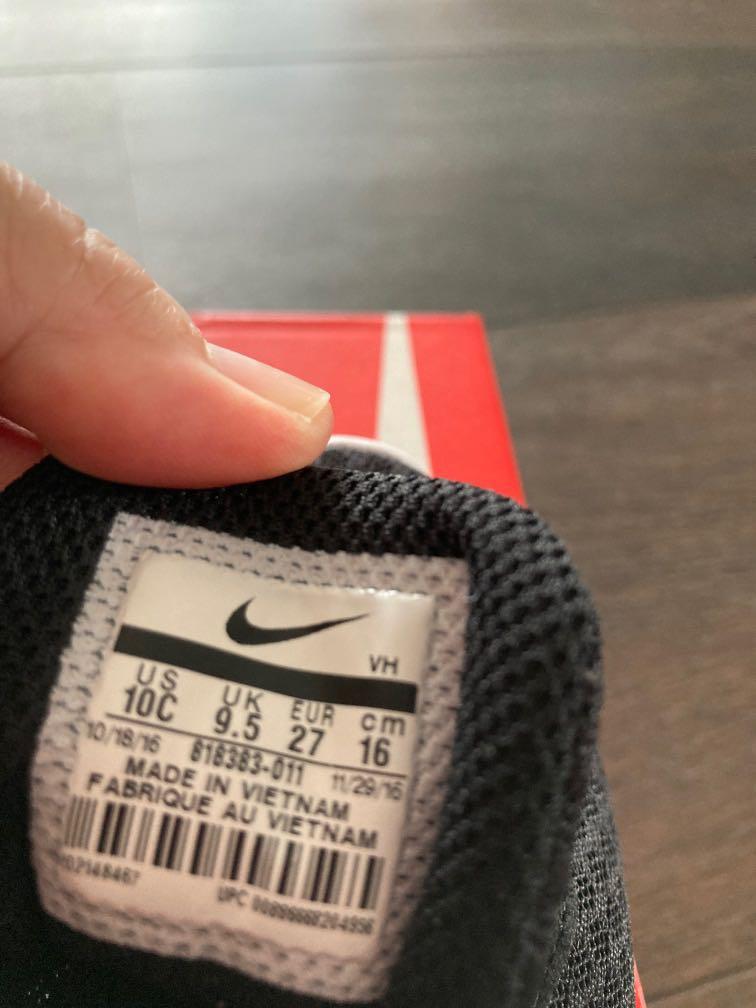 VH
US UK EUR cm
10C 9.5 27 16
10/18/16 818383-011 11/29/16
MADE IN VIETNAM
FABRIQUE AU VIETNAM
UPC